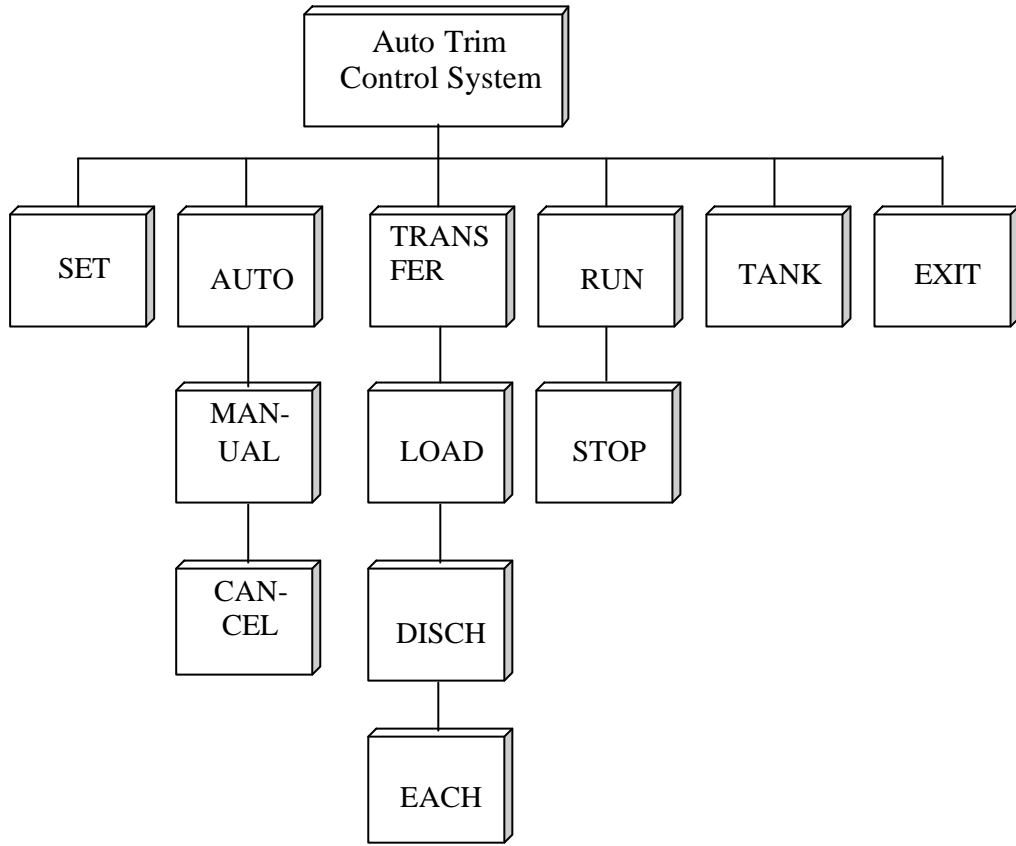 Auto Trim
Control System
SET
AUTO
TRANS
FER
RUN
TANK
EXIT
MAN-
UAL
LOAD
STOP
CAN-
CEL
DISCH
EACH